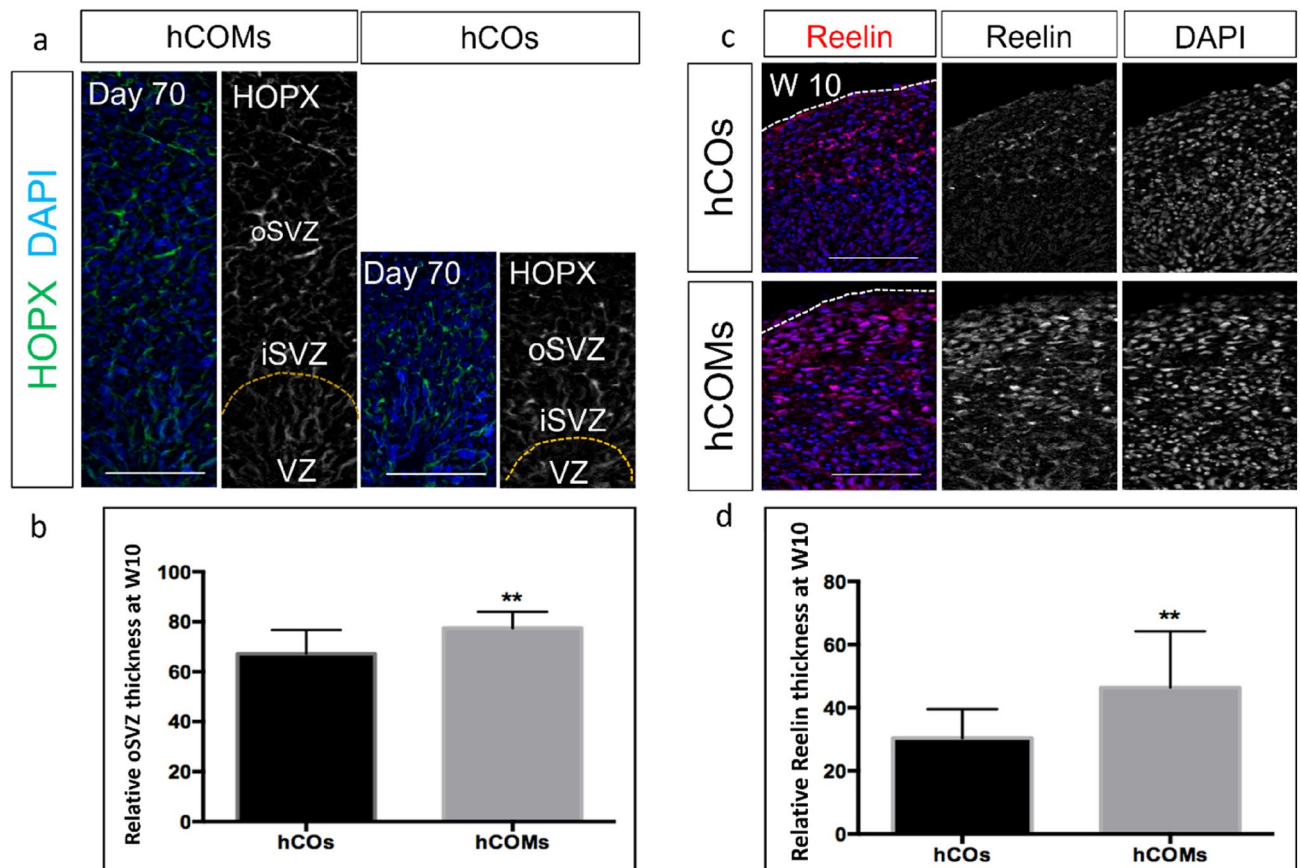 a
hCOMs
hCOs
HOPX DAPI
Day 70
HOPX
oSVZ
iSVZ
VZ
Day 70
HOPX
oSVZ
iSVZ
VZ
b
Relative oSVZ thickness at W10
100
80
60
40
20
0
**
hCOs
hCOMs
c
Reelin
Reelin
DAPI
hCOs
W 10
hCOMs
d
Relative Reelin thickness at W10
80
60
40
20
0
**
hCOs
hCOMs